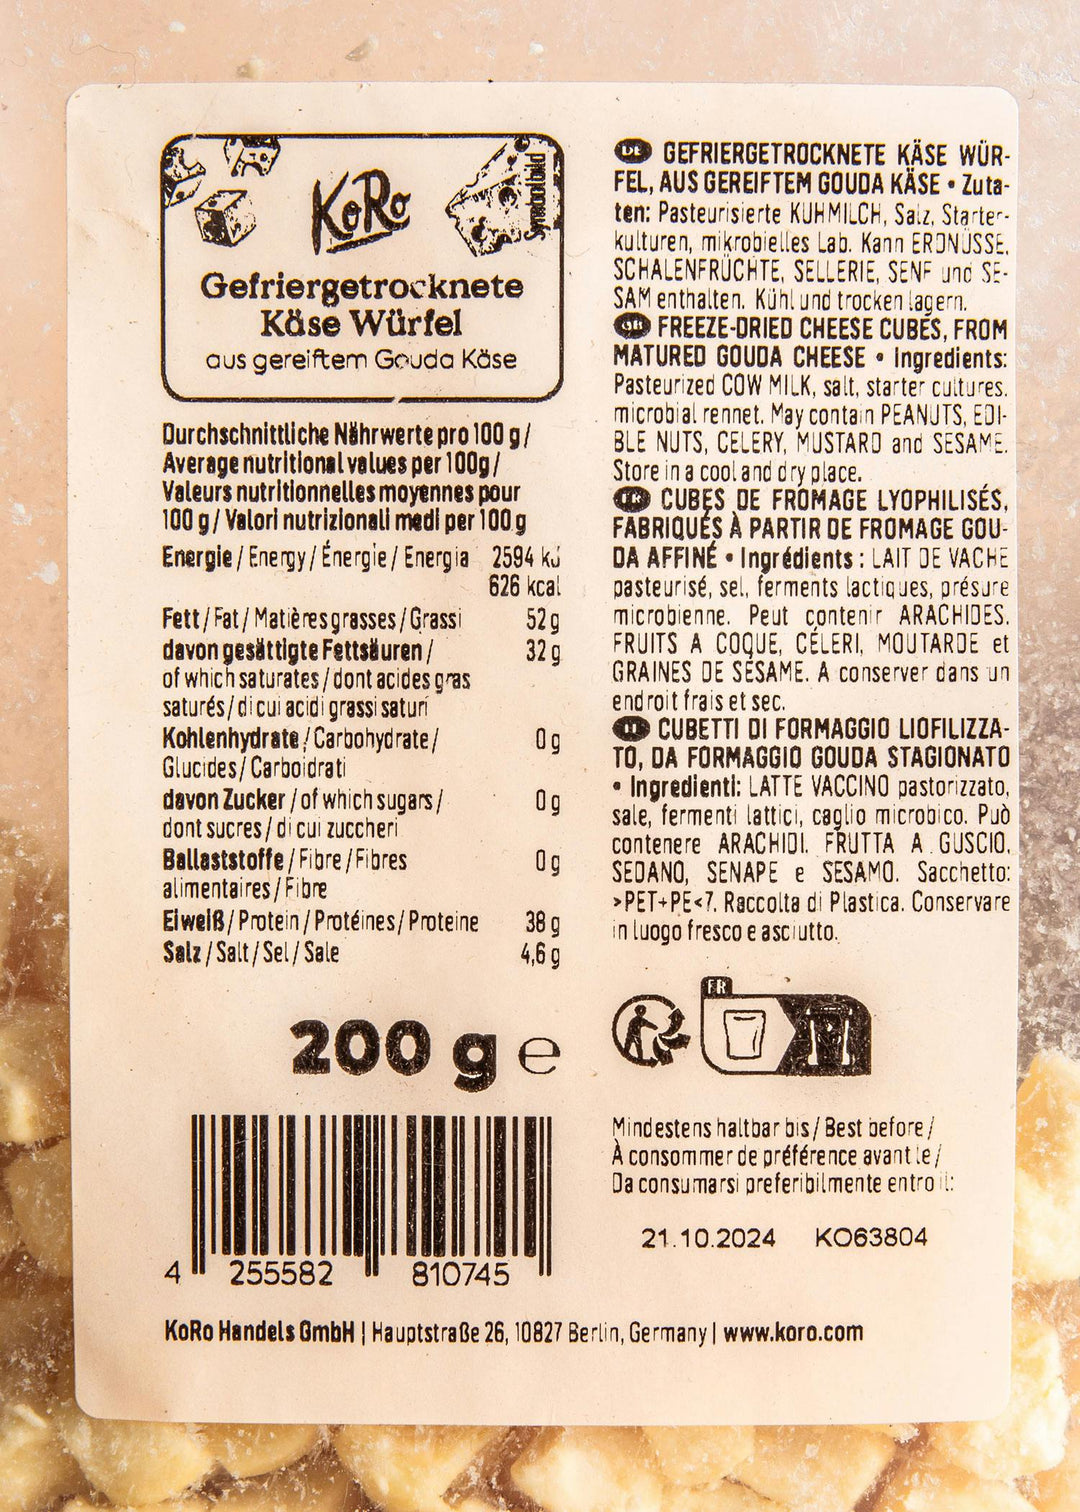 KoRo
Symbolbild
Gefriergetrocknete
Käse Würfel
aus gereiftem Gouda Käse
Durchschnittliche Nährwerte pro 100 g /
Average nutritional values per 100g /
Valeurs nutritionnelles moyennes pour
100 g / Valori nutrizionali medi per 100 g
Energie / Energy / Énergie / Energia 2594 kJ
626 kcal
Fett / Fat / Matières grasses / Grassi 52 g
davon gesättigte Fettsäuren / 32 g
of which saturates / dont acides gras
saturés / di cui acidi grassi saturi
Kohlenhydrate / Carbohydrate / 0 g
Glucides / Carboidrati
davon Zucker / of which sugars / 0 g
dont sucres / di cui zuccheri
Ballaststoffe / Fibre / Fibres 0 g
alimentaires / Fibre
Eiweiß / Protein / Protéines / Proteine 38 g
Salz / Salt / Sel / Sale 4,6 g
200 g e
4 255582 810745
DE GEFRIERGETROCKNETE KÄSE WÜR-
FEL, AUS GEREIFTEM GOUDA KÄSE • Zuta-
ten: Pasteurisierte KUHMILCH, Salz, Starter-
kulturen, mikrobielles Lab. Kann ERDNÜSSE,
SCHALENFRÜCHTE, SELLERIE, SENF und SE-
SAM enthalten. Kühl und trocken lagern.
GB FREEZE-DRIED CHEESE CUBES, FROM
MATURED GOUDA CHEESE • Ingredients:
Pasteurized COW MILK, salt, starter cultures,
microbial rennet. May contain PEANUTS, EDI-
BLE NUTS, CELERY, MUSTARD and SESAME.
Store in a cool and dry place.
FR CUBES DE FROMAGE LYOPHILISÉS,
FABRIQUÉS À PARTIR DE FROMAGE GOU-
DA AFFINÉ • Ingrédients : LAIT DE VACHE
pasteurisé, sel, ferments lactiques, présure
microbienne. Peut contenir ARACHIDES,
FRUITS A COQUE, CÉLERI, MOUTARDE et
GRAINES DE SÉSAME. A conserver dans un
endroit frais et sec.
IT CUBETTI DI FORMAGGIO LIOFILIZZA-
TO, DA FORMAGGIO GOUDA STAGIONATO
• Ingredienti: LATTE VACCINO pastorizzato,
sale, fermenti lattici, caglio microbico. Può
contenere ARACHIDI, FRUTTA A GUSCIO,
SEDANO, SENAPE e SESAMO. Sacchetto:
>PET+PE<7. Raccolta di Plastica. Conservare
in luogo fresco e asciutto.
FR
Mindestens haltbar bis / Best before /
À consommer de préférence avant le /
Da consumarsi preferibilmente entro il:
21.10.2024 KO63804
KoRo Handels GmbH | Hauptstraße 26, 10827 Berlin, Germany | www.koro.com